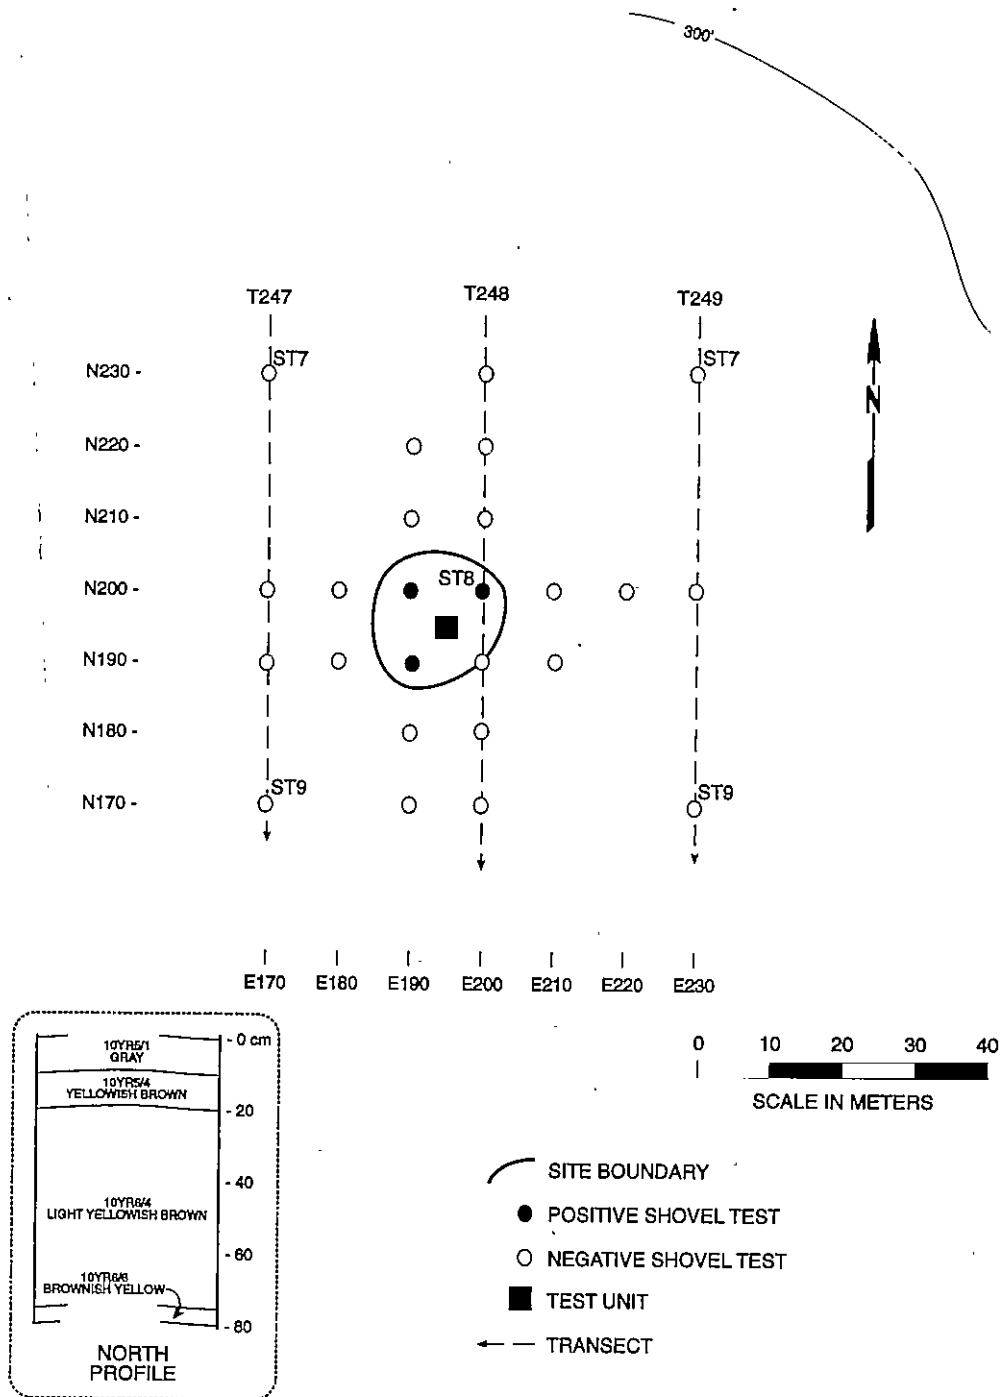 300'
T247
T248
T249
ST7
ST7
N230 -
N220 -
N210 -
N200 -
ST8
N190 -
N180 -
N170 -
ST9
ST9
N
E170 E180 E190 E200 E210 E220 E230
0 10 20 30 40
SCALE IN METERS
10YR5/1
GRAY
10YR5/4
YELLOWISH BROWN
10YR6/4
LIGHT YELLOWISH BROWN
10YR6/6
BROWNISH YELLOW
- 0 cm
- 20
- 40
- 60
- 80
NORTH
PROFILE
SITE BOUNDARY
POSITIVE SHOVEL TEST
NEGATIVE SHOVEL TEST
TEST UNIT
TRANSECT